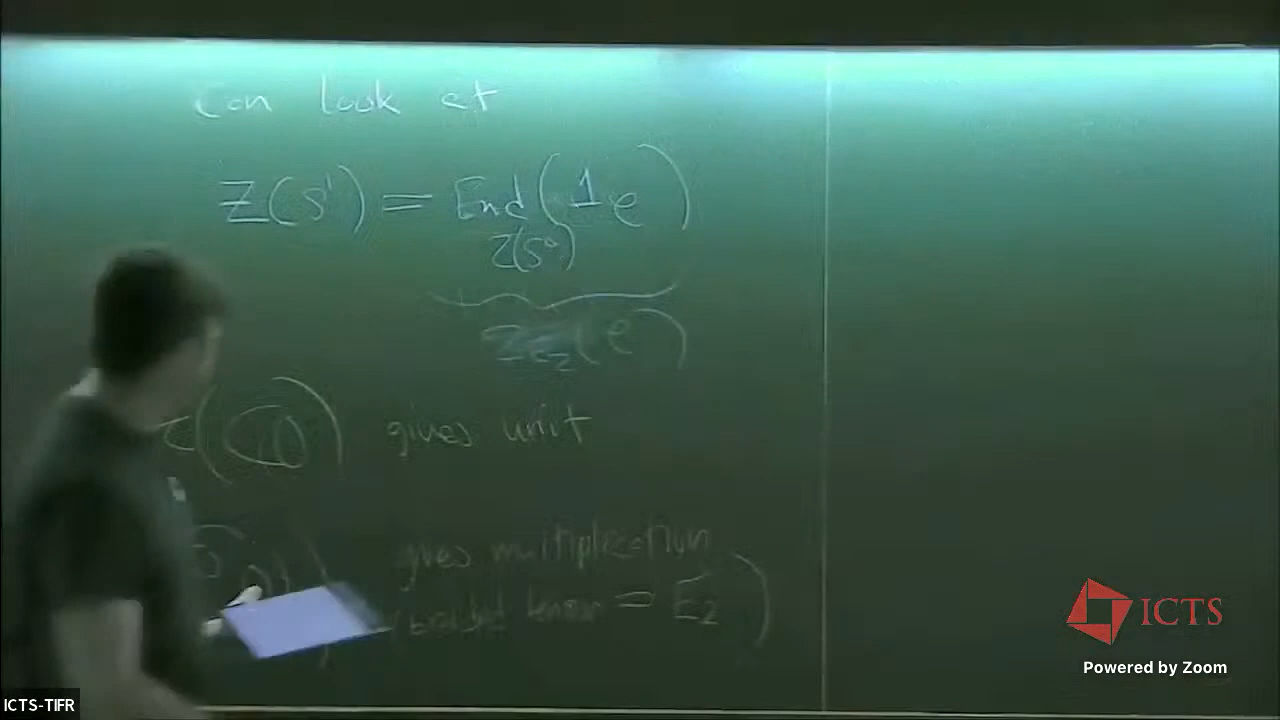 Can look at
Z(S¹) = End(1e)
Z(S⁰)
Z E₂ (e)
gives unit
gives multiplication
braided tensor = E₂ )
ICTS
Powered by Zoom
ICTS-TIFR